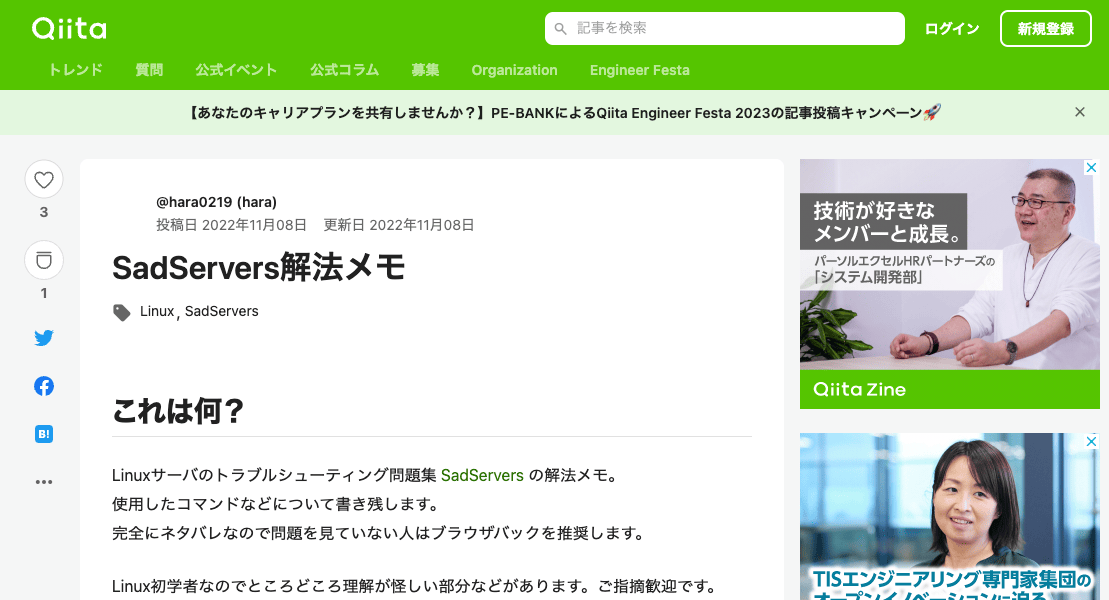 Qiita
記事を検索
ログイン
新規登録
トレンド
質問
公式イベント
公式コラム
募集
Organization
Engineer Festa
【あなたのキャリアプランを共有しませんか？】PE-BANKによるQiita Engineer Festa 2023の記事投稿キャンペーン🚀
3
1
B!
@hara0219 (hara)
投稿日 2022年11月08日 更新日 2022年11月08日
SadServers解法メモ
Linux , SadServers
これは何？
Linuxサーバのトラブルシューティング問題集 SadServers の解法メモ。
使用したコマンドなどについて書き残します。
完全にネタバレなので問題を見ていない人はブラウザバックを推奨します。
Linux初学者なのでところどころ理解が怪しい部分などがあります。ご指摘歓迎です。
技術が好きな
メンバーと成長。
パーソルエクセルHRパートナーズの
「システム開発部」
Qiita Zine
TISエンジニアリング専門家集団の
オープンイノベーションに迫る